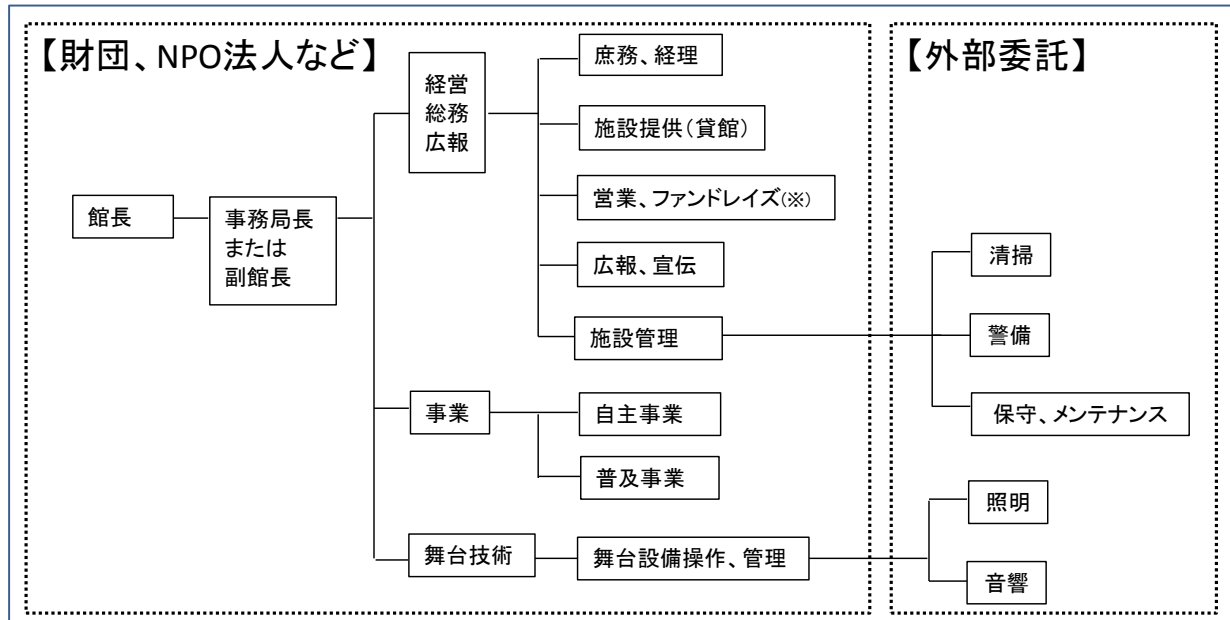 【財団、NPO法人など】
館長
事務局長
または
副館長
経営
総務
広報
庶務、経理
施設提供(貸館)
営業、ファンドレイズ(※)
広報、宣伝
施設管理
事業
自主事業
普及事業
舞台技術
舞台設備操作、管理
【外部委託】
清掃
警備
保守、メンテナンス
照明
音響